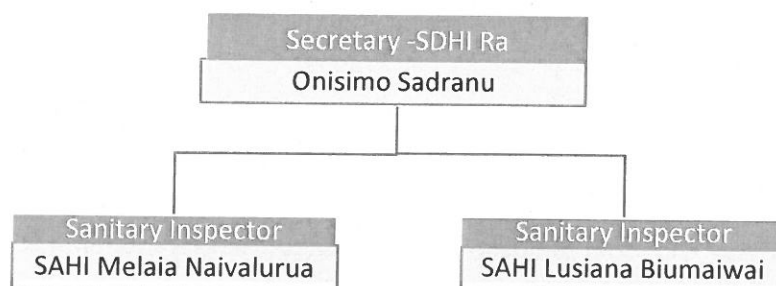 Secretary -SDHI Ra
Onisimo Sadranu
Sanitary Inspector
SAHI Melaia Naivalurua
Sanitary Inspector
SAHI Lusiana Biumaiwai